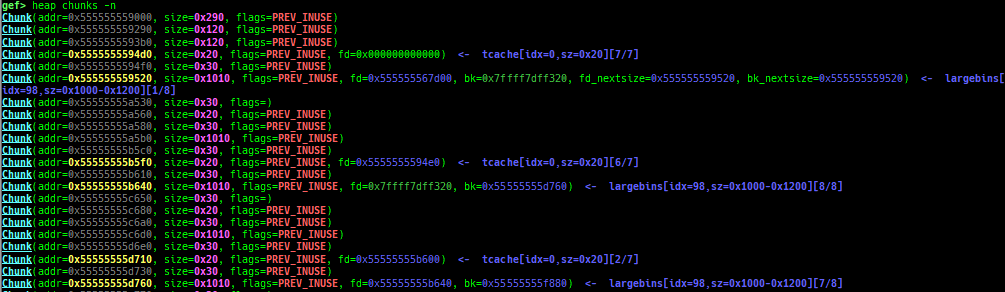 gef> heap chunks -n
Chunk(addr=0x555555559000, size=0x290, flags=PREV_INUSE)
Chunk(addr=0x555555559290, size=0x120, flags=PREV_INUSE)
Chunk(addr=0x5555555593b0, size=0x120, flags=PREV_INUSE)
Chunk(addr=0x5555555594d0, size=0x20, flags=PREV_INUSE, fd=0x000000000000) <- tcache[idx=0,sz=0x20][7/7]
Chunk(addr=0x5555555594f0, size=0x30, flags=PREV_INUSE)
Chunk(addr=0x555555559520, size=0x1010, flags=PREV_INUSE, fd=0x555555567d00, bk=0x7ffff7dff320, fd_nextsize=0x555555559520, bk_nextsize=0x555555559520) <- largebins[
idx=98,sz=0x1000-0x1200][1/8]
Chunk(addr=0x55555555a530, size=0x30, flags=)
Chunk(addr=0x55555555a560, size=0x20, flags=PREV_INUSE)
Chunk(addr=0x55555555a580, size=0x30, flags=PREV_INUSE)
Chunk(addr=0x55555555a5b0, size=0x1010, flags=PREV_INUSE)
Chunk(addr=0x55555555b5c0, size=0x30, flags=PREV_INUSE)
Chunk(addr=0x55555555b5f0, size=0x20, flags=PREV_INUSE, fd=0x5555555594e0) <- tcache[idx=0,sz=0x20][6/7]
Chunk(addr=0x55555555b610, size=0x30, flags=PREV_INUSE)
Chunk(addr=0x55555555b640, size=0x1010, flags=PREV_INUSE, fd=0x7ffff7dff320, bk=0x55555555d760) <- largebins[idx=98,sz=0x1000-0x1200][8/8]
Chunk(addr=0x55555555c650, size=0x30, flags=)
Chunk(addr=0x55555555c680, size=0x20, flags=PREV_INUSE)
Chunk(addr=0x55555555c6a0, size=0x30, flags=PREV_INUSE)
Chunk(addr=0x55555555c6d0, size=0x1010, flags=PREV_INUSE)
Chunk(addr=0x55555555d6e0, size=0x30, flags=PREV_INUSE)
Chunk(addr=0x55555555d710, size=0x20, flags=PREV_INUSE, fd=0x55555555b600) <- tcache[idx=0,sz=0x20][2/7]
Chunk(addr=0x55555555d730, size=0x30, flags=PREV_INUSE)
Chunk(addr=0x55555555d760, size=0x1010, flags=PREV_INUSE, fd=0x55555555b640, bk=0x55555555f880) <- largebins[idx=98,sz=0x1000-0x1200][7/8]